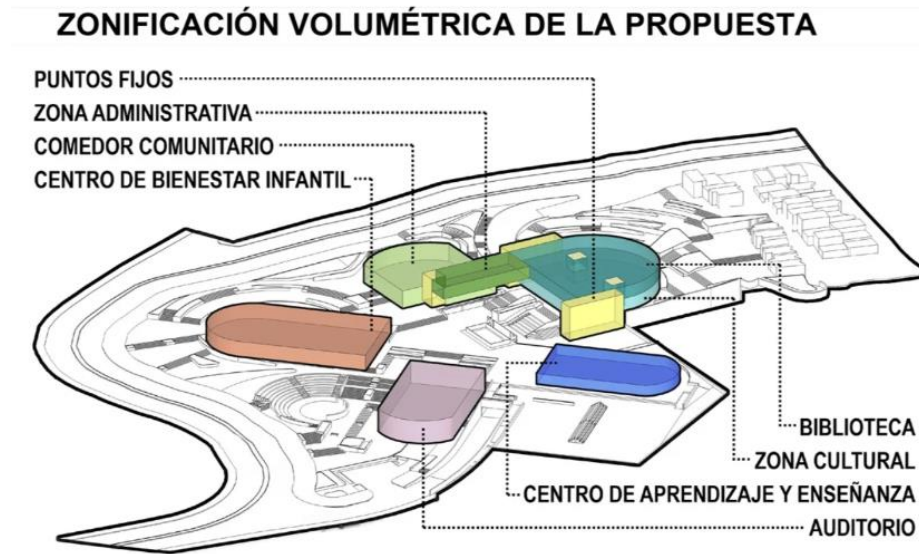 ZONIFICACIÓN VOLUMÉTRICA DE LA PROPUESTA
PUNTOS FIJOS
ZONA ADMINISTRATIVA
COMEDOR COMUNITARIO
CENTRO DE BIENESTAR INFANTIL
BIBLIOTECA
ZONA CULTURAL
CENTRO DE APRENDIZAJE Y ENSEÑANZA
AUDITORIO